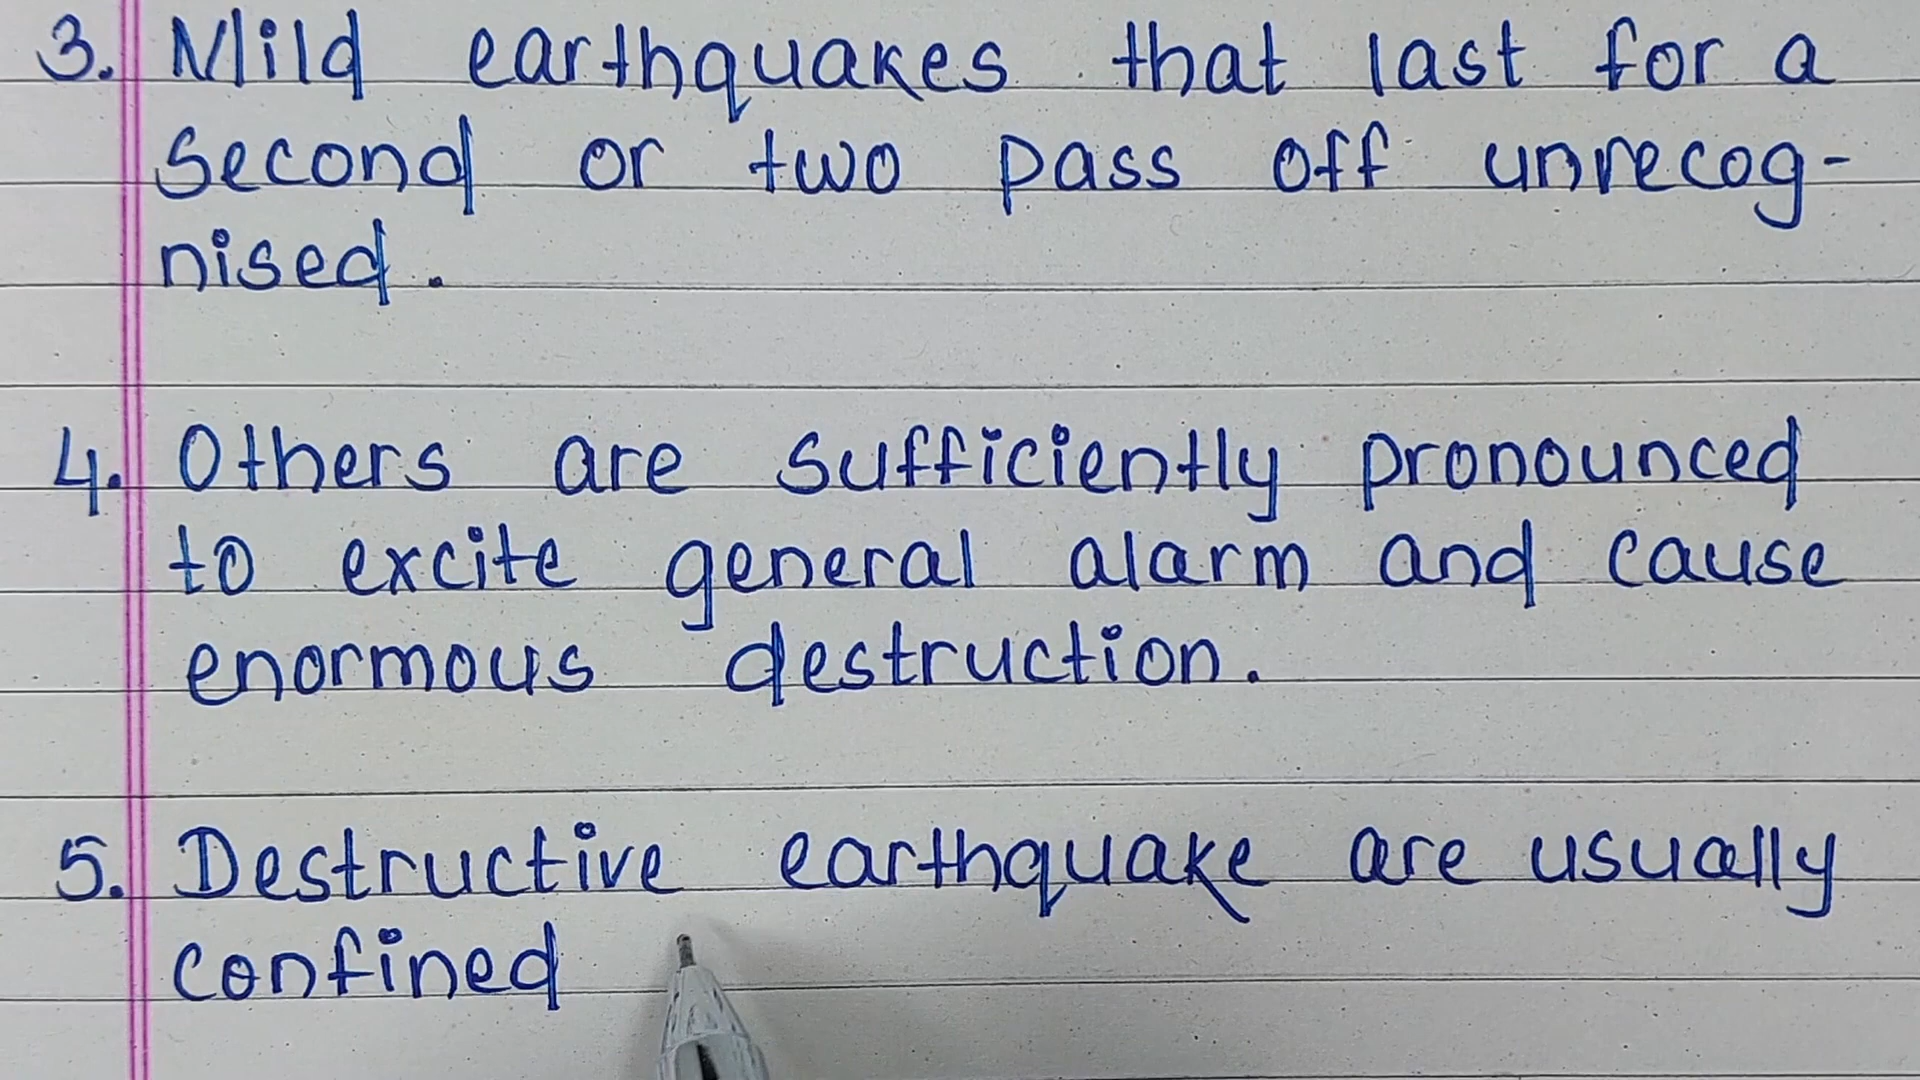 3. Mild earthquakes that last for a
second or two pass off unrecog-
nised.
4. Others are sufficiently pronounced
to excite general alarm and cause
enormous destruction.
5. Destructive earthquake are usually
confined